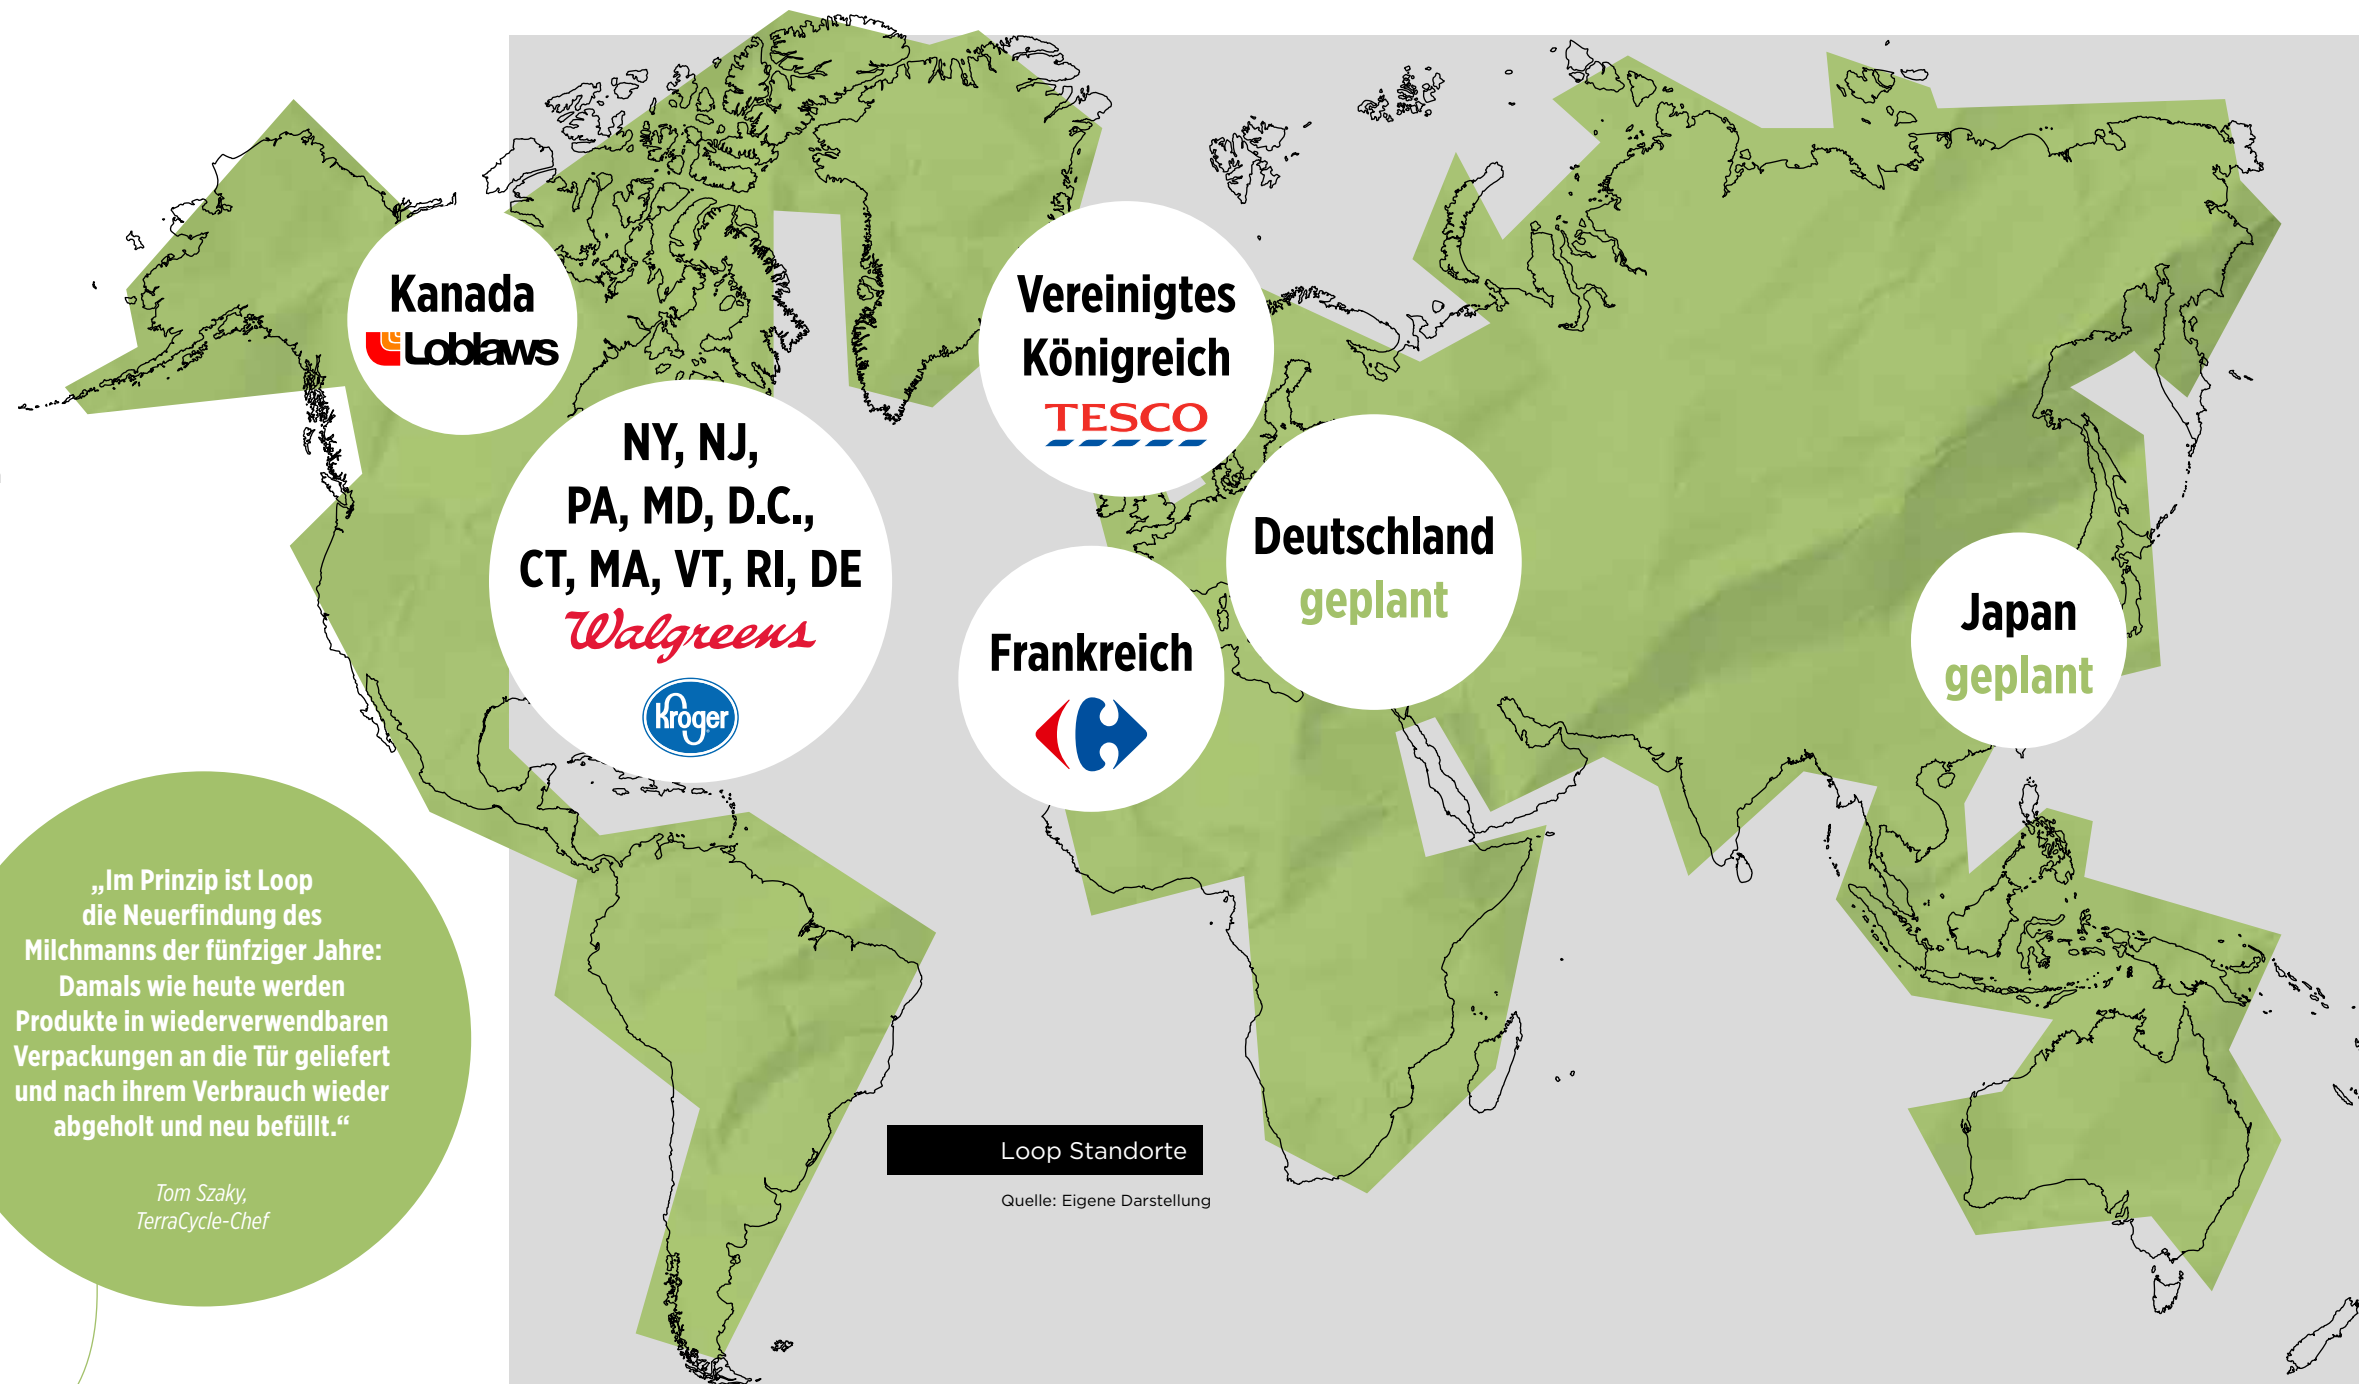 Kanada
Loblaws
NY, NJ,
PA, MD, D.C.,
CT, MA, VT, RI, DE
Walgreens
Kroger
Vereinigtes
Königreich
TESCO
Deutschland
geplant
Frankreich
Japan
geplant
„Im Prinzip ist Loop
die Neuerfindung des
Milchmanns der fünfziger Jahre:
Damals wie heute werden
Produkte in wiederverwendbaren
Verpackungen an die Tür geliefert
und nach ihrem Verbrauch wieder
abgeholt und neu befüllt.“
Tom Szaky,
TerraCycle-Chef
Loop Standorte
Quelle: Eigene Darstellung